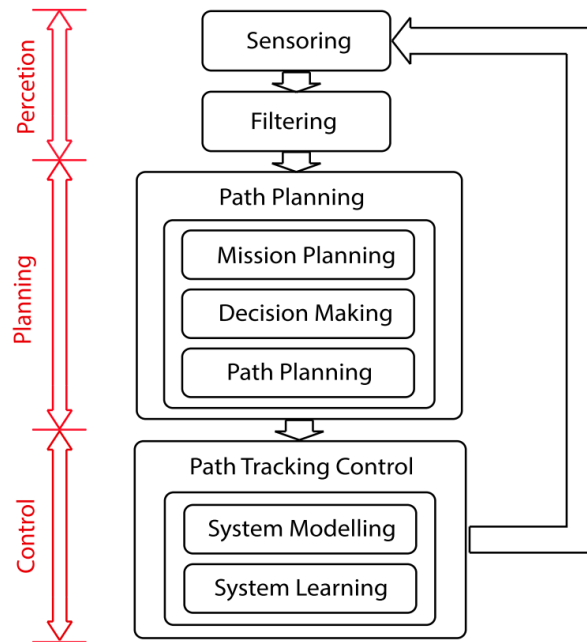 Sensoring
Filtering
Path Planning
Mission Planning
Decision Making
Path Planning
Path Tracking Control
System Modelling
System Learning
Percetion
Planning
Control